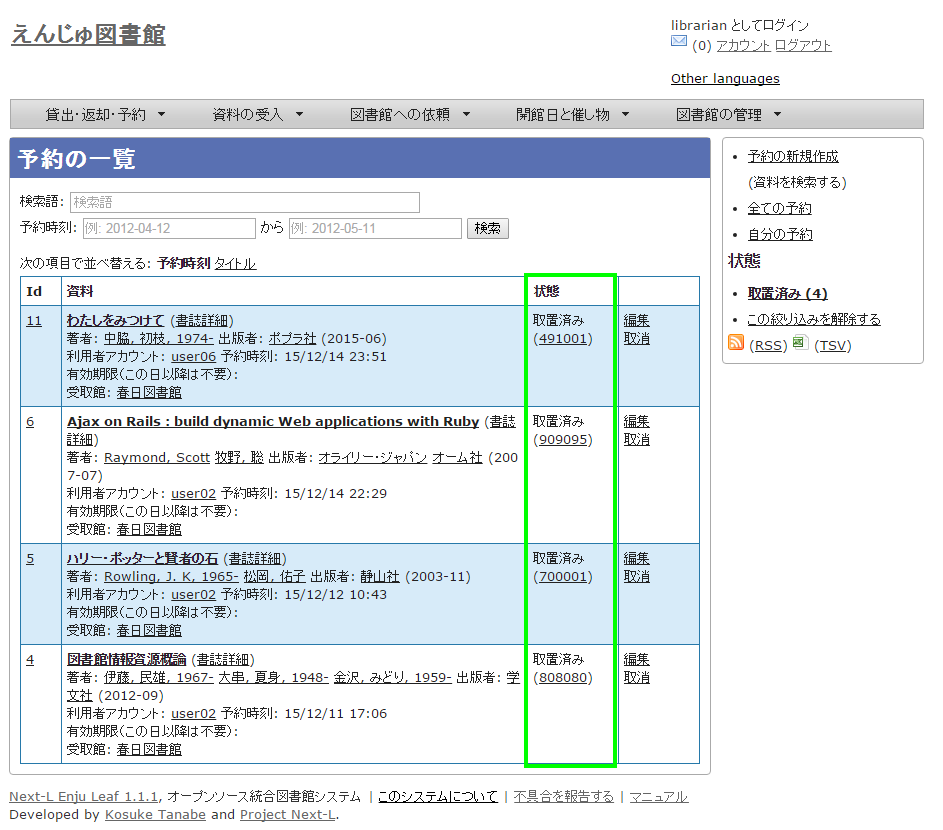 えんじゅ図書館
librarian としてログイン
(0) アカウント ログアウト
Other languages
貸出・返却・予約 ▼ 資料の受入 ▼ 図書館への依頼 ▼ 開館日と催し物 ▼ 図書館の管理 ▼
予約の一覧
検索語: 検索語
予約時刻: 例: 2012-04-12 から 例: 2012-05-11 検索
次の項目で並べ替える: 予約時刻 タイトル
Id 資料 状態
11 わたしをみつけて (書誌詳細) 取置済み 編集
著者: 中脇, 初枝, 1974- 出版者: ポプラ社 (2015-06) (491001) 取消
利用者アカウント: user06 予約時刻: 15/12/14 23:51
有効期限(この日以降は不要):
受取館: 春日図書館
6 Ajax on Rails : build dynamic Web applications with Ruby (書誌 取置済み 編集
詳細) (909095) 取消
著者: Raymond, Scott 牧野, 聡 出版者: オライリー・ジャパン オーム社 (200
7-07)
利用者アカウント: user02 予約時刻: 15/12/14 22:29
有効期限(この日以降は不要):
受取館: 春日図書館
5 ハリー・ポッターと賢者の石 (書誌詳細) 取置済み 編集
著者: Rowling, J. K, 1965- 松岡, 佑子 出版者: 静山社 (2003-11) (700001) 取消
利用者アカウント: user02 予約時刻: 15/12/12 10:43
有効期限(この日以降は不要):
受取館: 春日図書館
4 図書館情報資源概論 (書誌詳細) 取置済み 編集
著者: 伊藤, 民雄, 1967- 大串, 夏身, 1948- 金沢, みどり, 1959- 出版者: 学 (808080) 取消
文社 (2012-09)
利用者アカウント: user02 予約時刻: 15/12/11 17:06
有効期限(この日以降は不要):
受取館: 春日図書館
• 予約の新規作成
(資料を検索する)
• 全ての予約
• 自分の予約
状態
• 取置済み (4)
• この絞り込みを解除する
(RSS) (TSV)
Next-L Enju Leaf 1.1.1, オープンソース統合図書館システム | このシステムについて | 不具合を報告する | マニュアル
Developed by Kosuke Tanabe and Project Next-L.